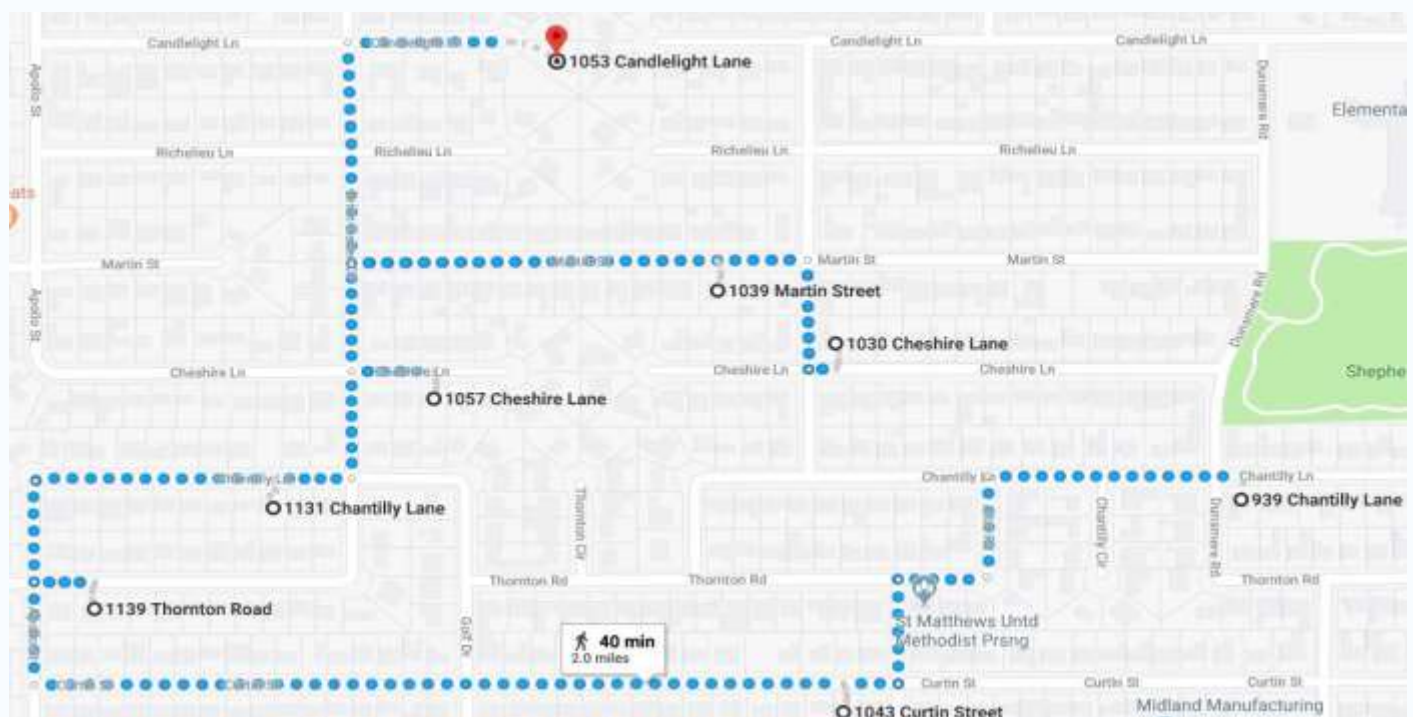 Candlelight Ln
Candlelight Ln
Candlelight Ln
1053 Candlelight Lane
Apollo St
Dunsmere Rd
Elementa
Richelieu Ln
Richelieu Ln
Richelieu Ln
Richelieu Ln
ats
Martin St
Martin St
Martin St
1039 Martin Street
Apollo St
Dunsmere Rd
1030 Cheshire Lane
Cheshire Ln
Cheshire Ln
Cheshire Ln
Shephe
1057 Cheshire Lane
Chantilly Ln
Chantilly Ln
1131 Chantilly Lane
939 Chantilly Lane
Thornton Cir
Chantilly Cir
Dunsmere Rd
Thornton Rd
Thornton Rd
Thornton Rd
1139 Thornton Road
St Matthews Untd
Methodist Prsng
Golf Dr
40 min
2.0 miles
Curtin St
Curtin St
Curtin St
Midland Manufacturing
1043 Curtin Street